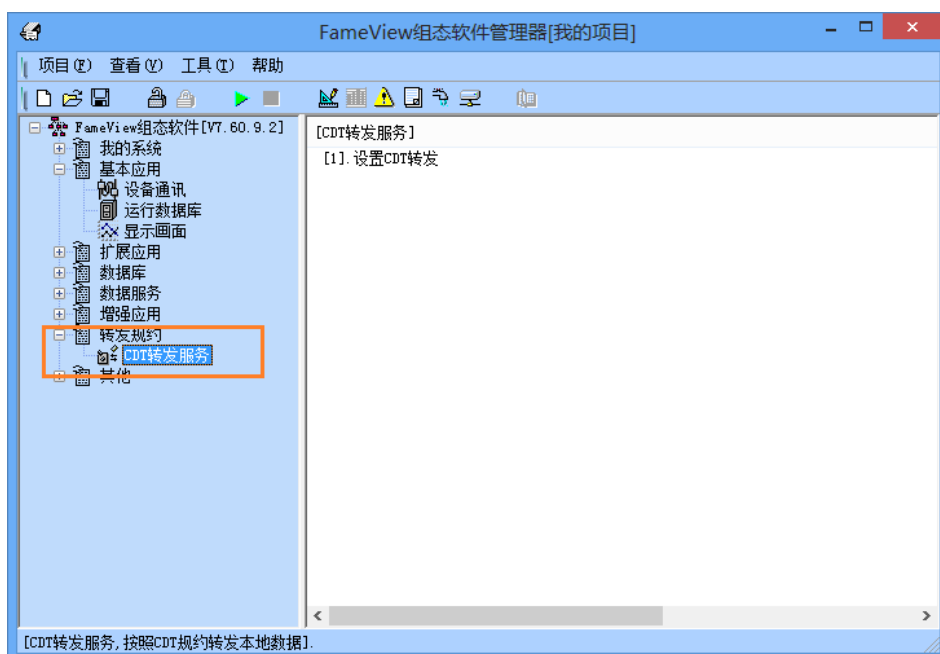 FameView组态软件管理器[我的项目]
项目(P) 查看(V) 工具(T) 帮助
FameView组态软件[V7.60.9.2]
我的系统
基本应用
设备通讯
运行数据库
显示画面
扩展应用
数据库
数据服务
增强应用
转发规约
CDT转发服务
其他
[CDT转发服务]
[1].设置CDT转发
[CDT转发服务,按照CDT规约转发本地数据].